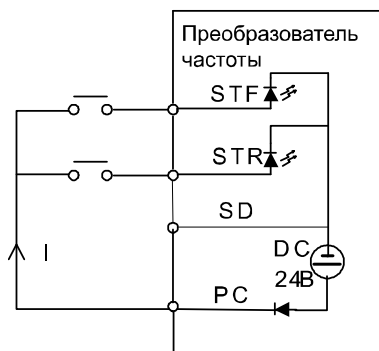 Преобразователь
частоты
STF
STR
SD
DC
I
24В
PC